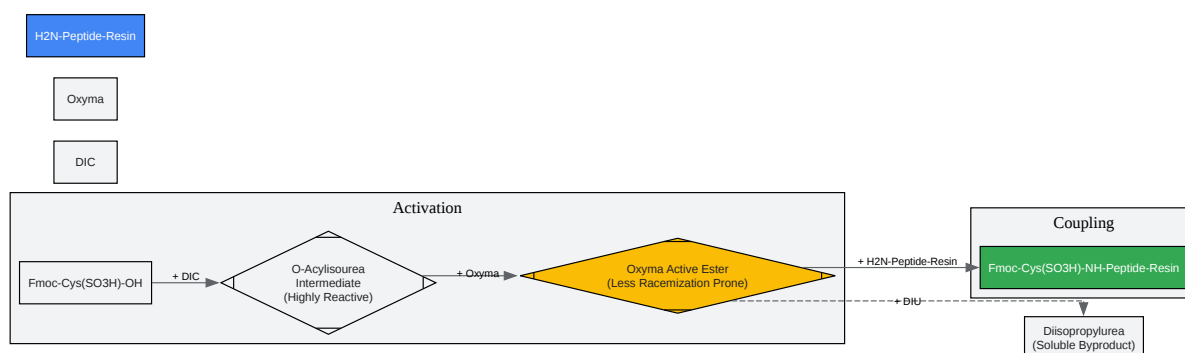 H2N-Peptide-Resin
Oxyma
DIC
Activation
Coupling
Fmoc-Cys(SO3H)-OH
+ DIC
O-Acylisourea
Intermediate
(Highly Reactive)
+ Oxyma
Oxyma Active Ester
(Less Racemization Prone)
+ H2N-Peptide-Resin
Fmoc-Cys(SO3H)-NH-Peptide-Resin
+ DIU
Diisopropylurea
(Soluble Byproduct)